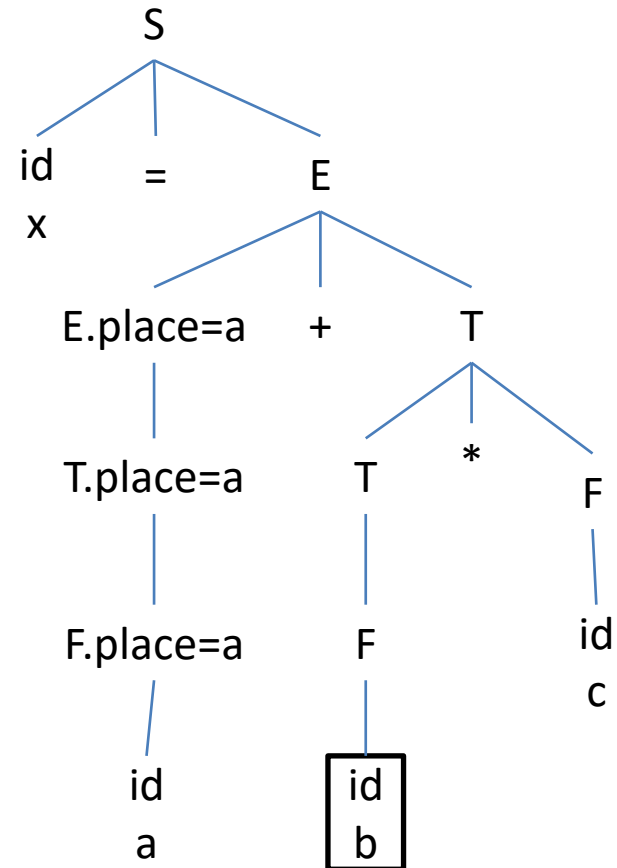 S
id = E
x
E.place=a + T
T.place=a T * F
F.place=a F id
c
id id
a b